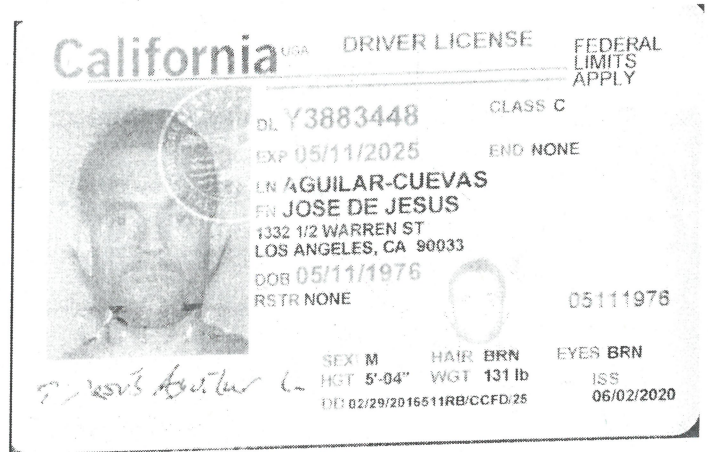 California USA DRIVER LICENSE
FEDERAL
LIMITS
APPLY
DL Y3883448 CLASS C
EXP 05/11/2025 END NONE
LN AGUILAR-CUEVAS
FN JOSE DE JESUS
1332 1/2 WARREN ST
LOS ANGELES, CA 90033
DOB 05/11/1976
RSTR NONE 05111976
SEX M HAIR BRN EYES BRN
HGT 5'-04" WGT 131 lb ISS
DD 02/29/2016511RB/CCFD/25 06/02/2020
Jesús Aguilar C